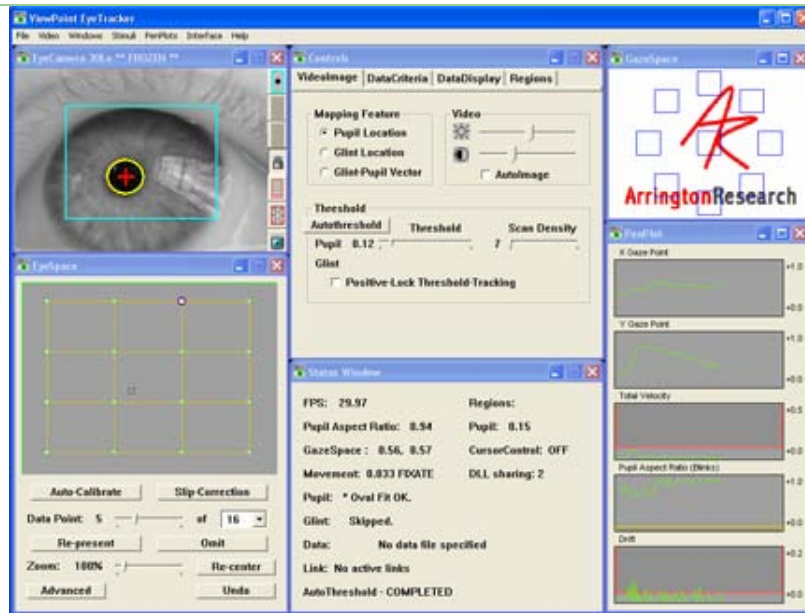 ViewPoint EyeTracker
File Video Windows Stimuli PenPlots Interface Help
EyeCamera 30Le ** FROZEN **
EyeSpace
Auto-Calibrate Slip-Correction
Data Point: 5 of 16
Re-present Omit
Zoom: 100% Re-center
Advanced Undo
Controls
VideoImage DataCriteria DataDisplay Regions
Mapping Feature
Pupil Location
Glint Location
Glint-Pupil Vector
Video
AutoImage
Threshold
Autothreshold Threshold Scan Density
Pupil 0.12 7
Glint
Positive-Lock Threshold-Tracking
Status Window
FPS: 29.97 Regions:
Pupil Aspect Ratio: 0.94 Pupil: 0.15
GazeSpace : 0.56, 0.57 CursorControl: OFF
Movement: 0.033 FIXATE DLL sharing: 2
Pupil: * Oval Fit OK.
Glint: Skipped.
Data: No data file specified
Link: No active links
AutoThreshold - COMPLETED
GazeSpace
ArringtonResearch
PenPlot
X Gaze Point
+1.0
+0.0
Y Gaze Point
+1.0
+0.0
Total Velocity
+0.5
+0.0
Pupil Aspect Ratio (Blinks)
+1.0
+0.0
Drift
+0.2
+0.0